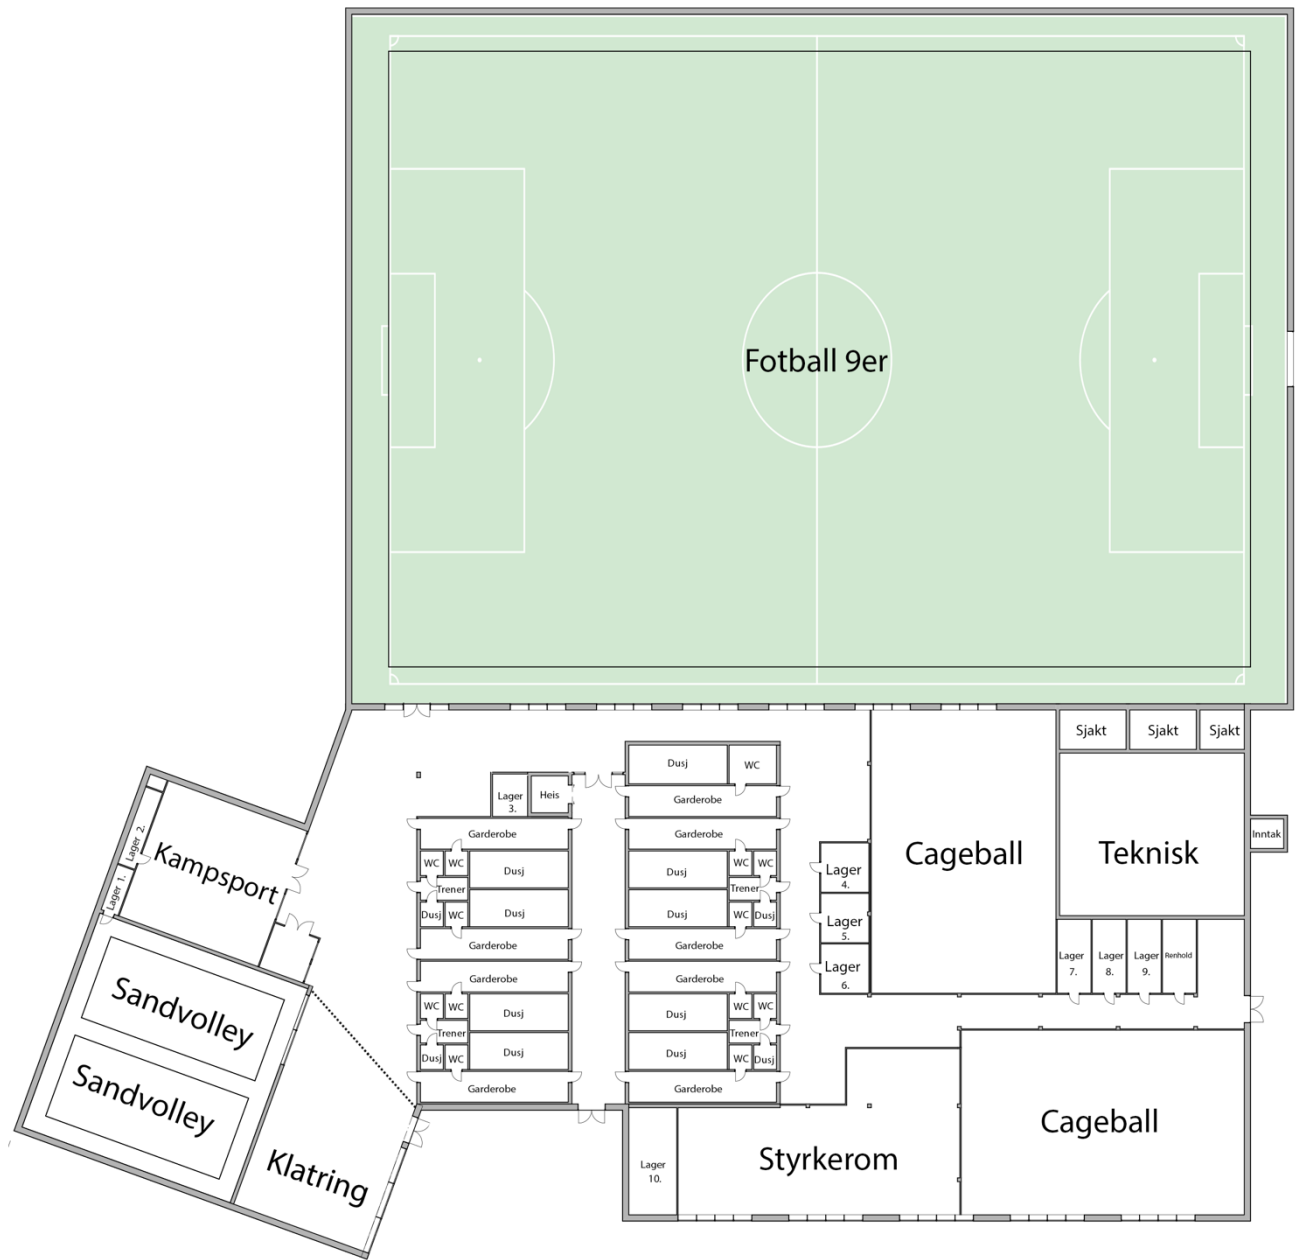 Fotball 9er
Sjakt
Sjakt
Sjakt
Dusj
WC
Lager
3.
Heis
Garderobe
Garderobe
Garderobe
Inntak
Lager 2.
Kampsport
Cageball
Teknisk
WC
WC
Dusj
Dusj
WC
WC
Lager
4.
Lager 1.
Trener
Trener
Dusj
WC
Dusj
Dusj
WC
Dusj
Lager
5.
Garderobe
Garderobe
Lager
7.
Lager
8.
Lager
9.
Renhold
Garderobe
Garderobe
Lager
6.
Sandvolley
WC
WC
Dusj
Dusj
WC
WC
Trener
Trener
Dusj
WC
Dusj
Dusj
WC
Dusj
Sandvolley
Garderobe
Garderobe
Cageball
Klatring
Lager
10.
Styrkerom